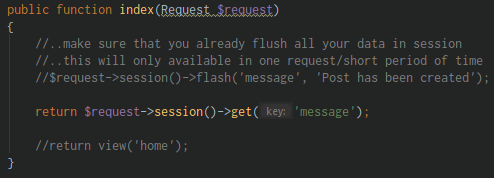 public function index(Request $request)
{
//..make sure that you already flush all your data in session
//..this will only available in one request/short period of time
//$request->session()->flash('message', 'Post has been created');
return $request->session()->get( key: 'message');
//return view('home');
}